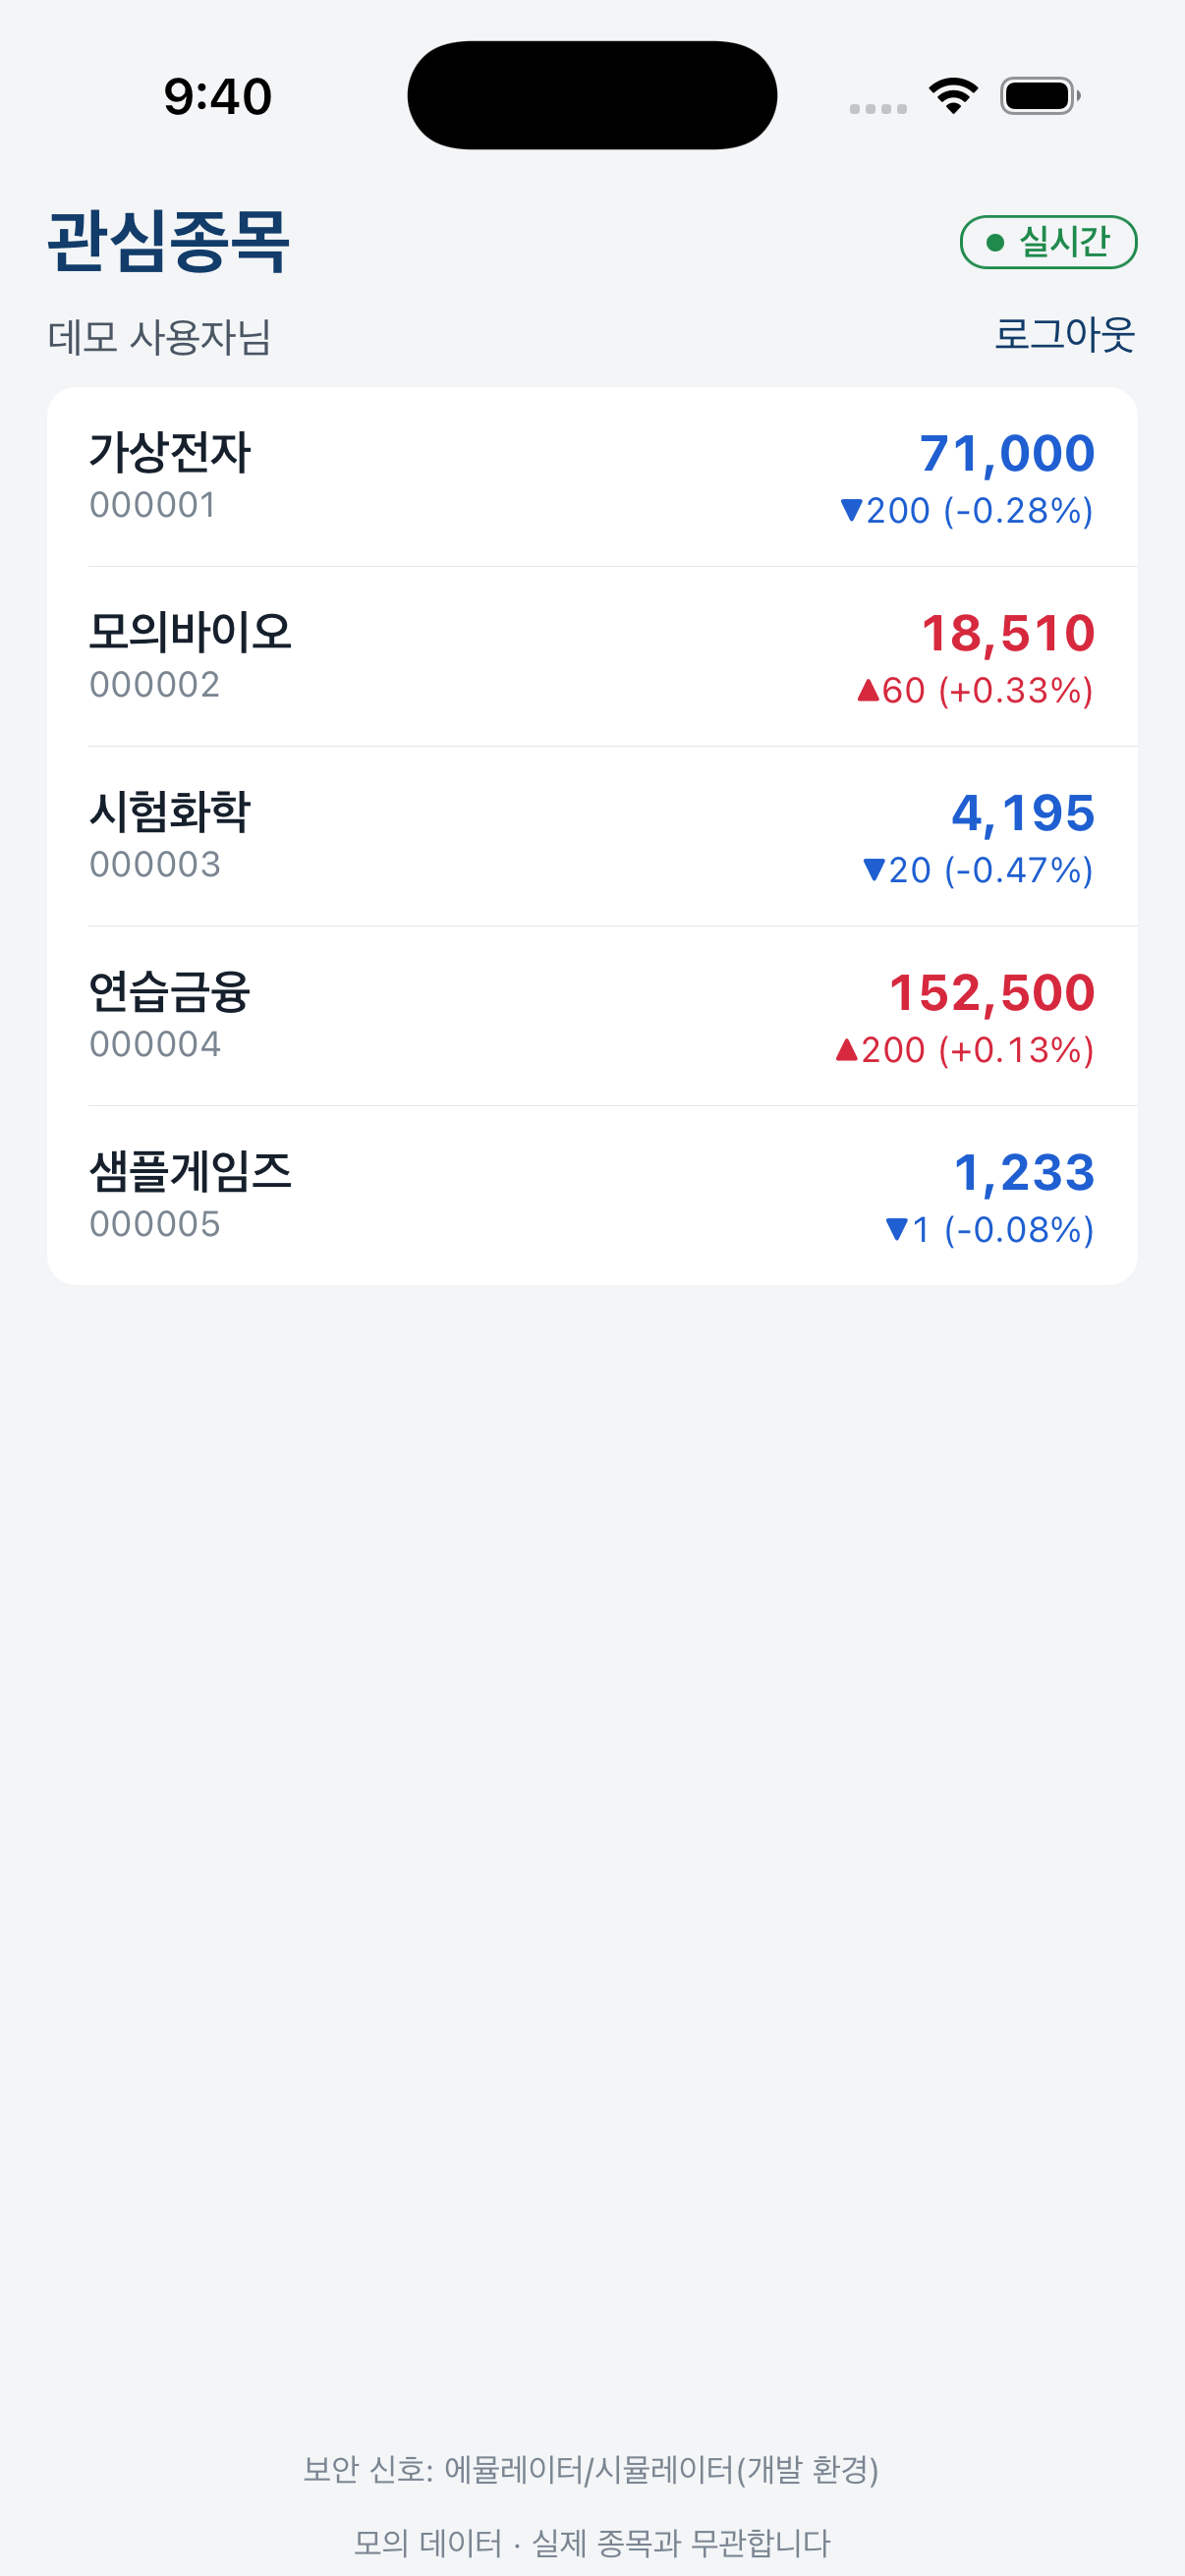 9:40
관심종목
실시간
데모 사용자님
로그아웃
가상전자
71,000
000001
▼200 (-0.28%)
모의바이오
18,510
000002
▲60 (+0.33%)
시험화학
4,195
000003
▼20 (-0.47%)
연습금융
152,500
000004
▲200 (+0.13%)
샘플게임즈
1,233
000005
▼1 (-0.08%)
보안 신호: 에뮬레이터/시뮬레이터(개발 환경)
모의 데이터 · 실제 종목과 무관합니다